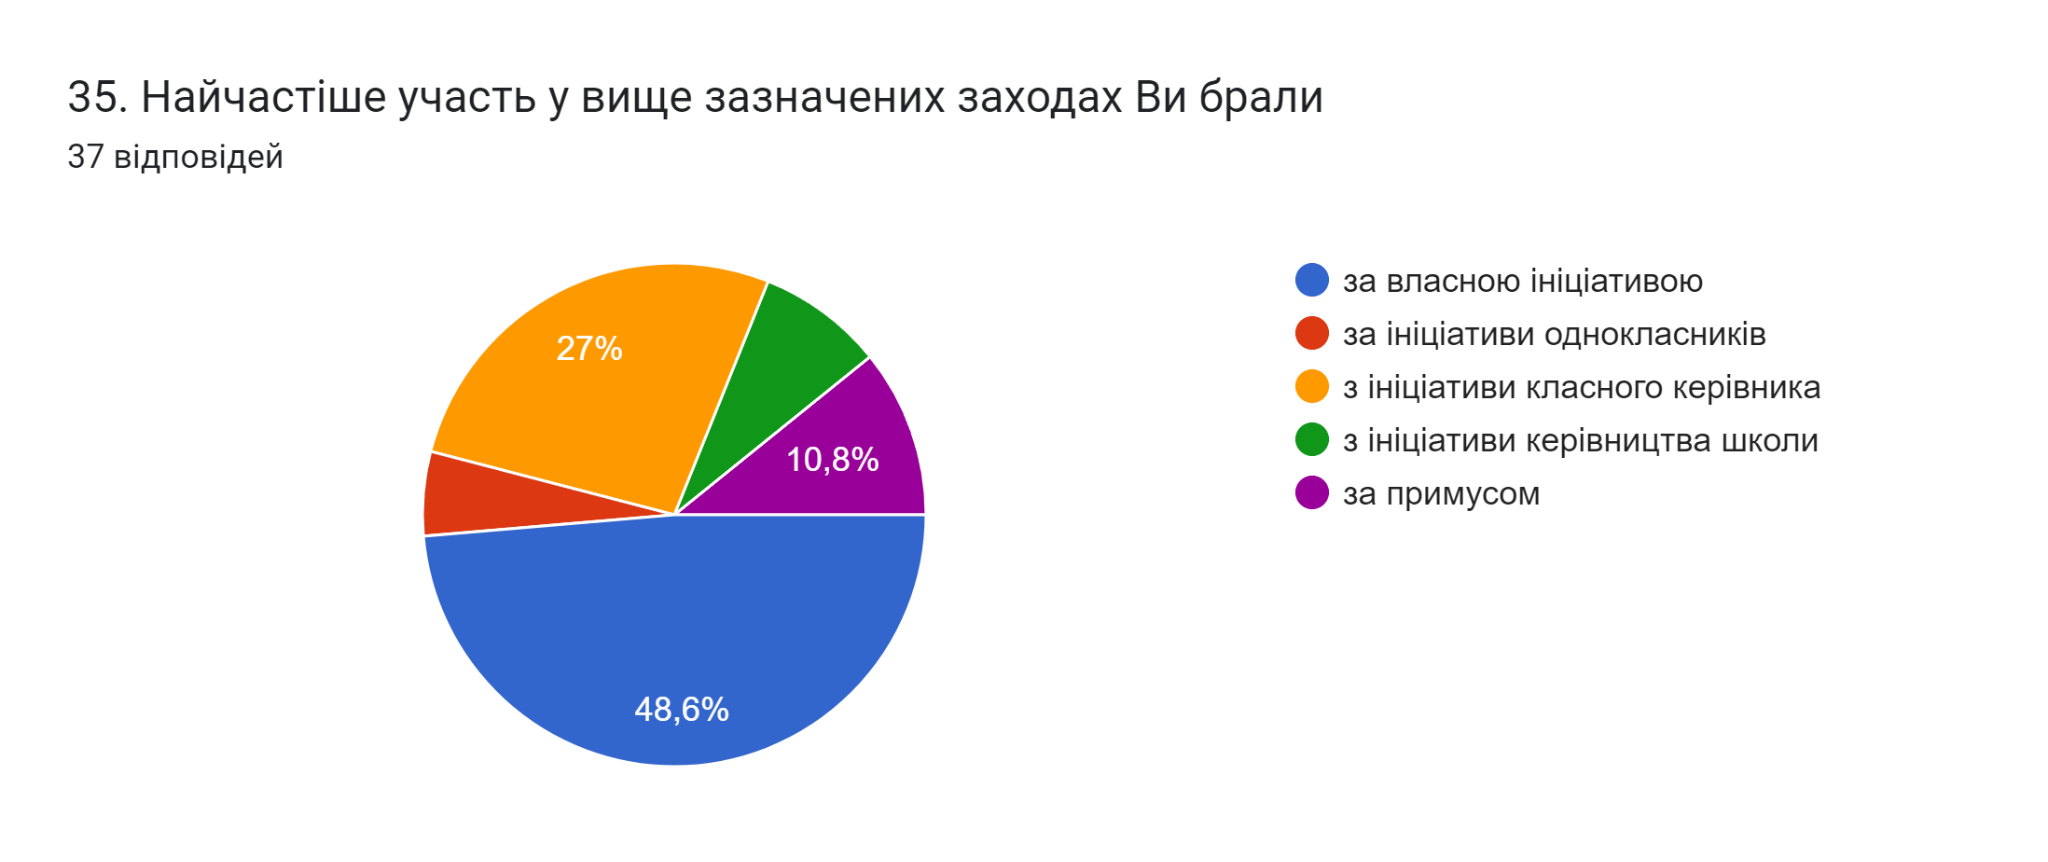 35. Найчастіше участь у вище зазначених заходах Ви брали
37 відповідей
за власною ініціативою
за ініціативи однокласників
з ініціативи класного керівника
з ініціативи керівництва школи
за примусом
27%
10,8%
48,6%